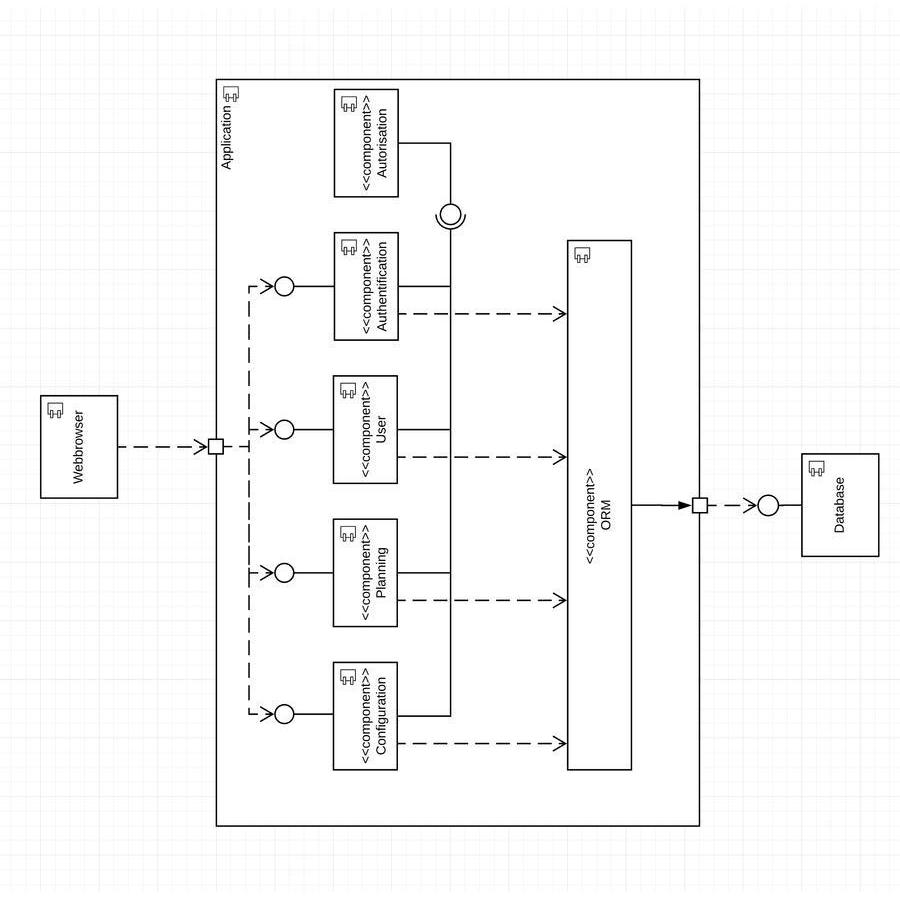 Application
<<component>>
Autorisation
<<component>>
Authentification
<<component>>
User
<<component>>
Planning
<<component>>
Configuration
Webbrowser
<<component>>
ORM
Database